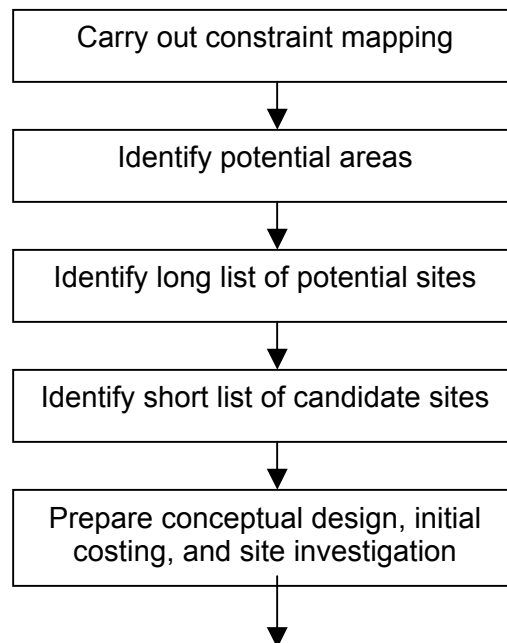 Carry out constraint mapping
Identify potential areas
Identify long list of potential sites
Identify short list of candidate sites
Prepare conceptual design, initial
costing, and site investigation